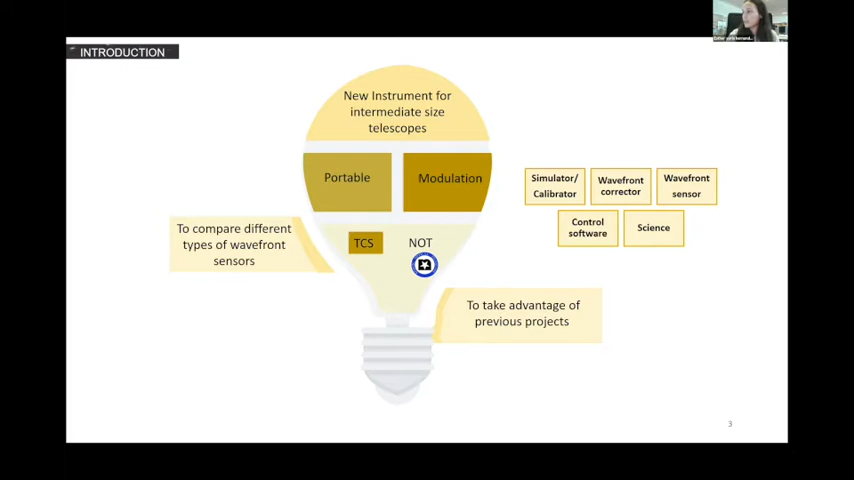 INTRODUCTION
New Instrument for
intermediate size
telescopes
Portable
Modulation
Simulator/
Calibrator
Wavefront
corrector
Wavefront
sensor
Control
software
Science
To compare different
types of wavefront
sensors
TCS
NOT
To take advantage of
previous projects
3